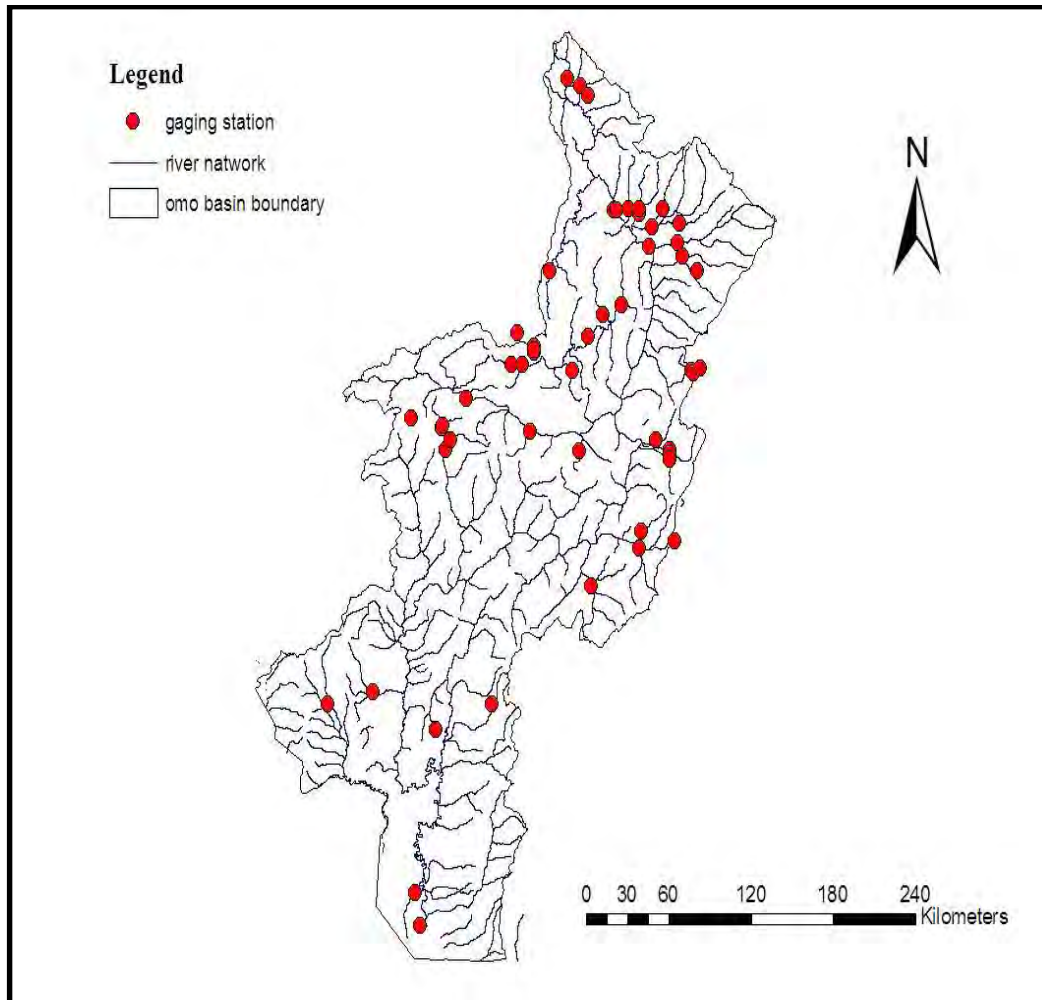 Legend
gaging station
river natwork
omo basin boundary
N
0 30 60 120 180 240
Kilometers